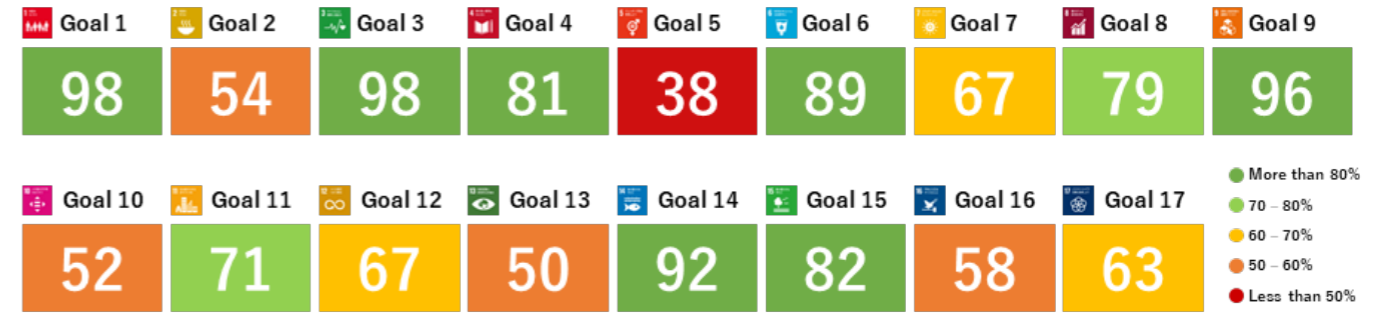 Goal 1 Goal 2 Goal 3 Goal 4 Goal 5 Goal 6 Goal 7 Goal 8 Goal 9
98 54 98 81 38 89 67 79 96
Goal 10 Goal 11 Goal 12 Goal 13 Goal 14 Goal 15 Goal 16 Goal 17
52 71 67 50 92 82 58 63
More than 80%
70 – 80%
60 – 70%
50 – 60%
Less than 50%